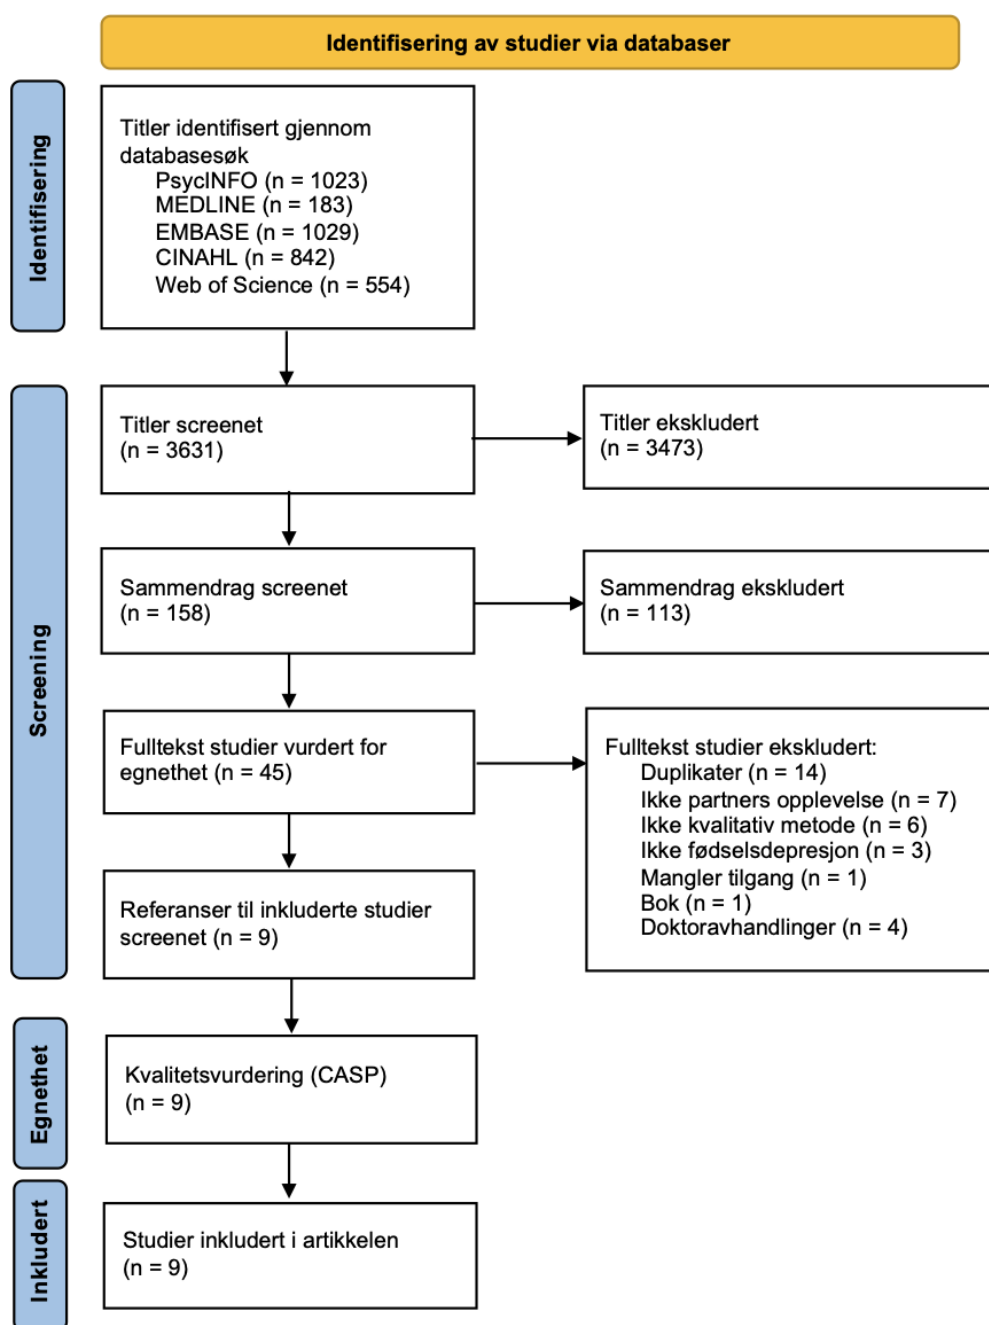 Identifisering av studier via databaser
Identifisering
Titler identifisert gjennom
databasesøk
PsycINFO (n = 1023)
MEDLINE (n = 183)
EMBASE (n = 1029)
CINAHL (n = 842)
Web of Science (n = 554)
Screening
Titler screenet
(n = 3631)
Titler ekskludert
(n = 3473)
Sammendrag screenet
(n = 158)
Sammendrag ekskludert
(n = 113)
Fulltekst studier vurdert for
egnethet (n = 45)
Fulltekst studier ekskludert:
Duplikater (n = 14)
Ikke partners opplevelse (n = 7)
Ikke kvalitativ metode (n = 6)
Ikke fødselsdepresjon (n = 3)
Mangler tilgang (n = 1)
Bok (n = 1)
Doktoravhandlinger (n = 4)
Referanser til inkluderte studier
screenet (n = 9)
Egnethet
Kvalitetsvurdering (CASP)
(n = 9)
Inkludert
Studier inkludert i artikkelen
(n = 9)